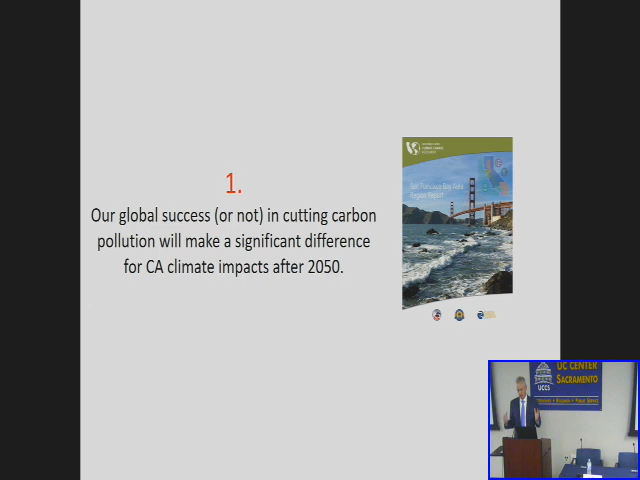 1.
Our global success (or not) in cutting carbon
pollution will make a significant difference
for CA climate impacts after 2050.
San Francisco Bay Area
Region Report
UC CENTER
SACRAMENTO
UCCS